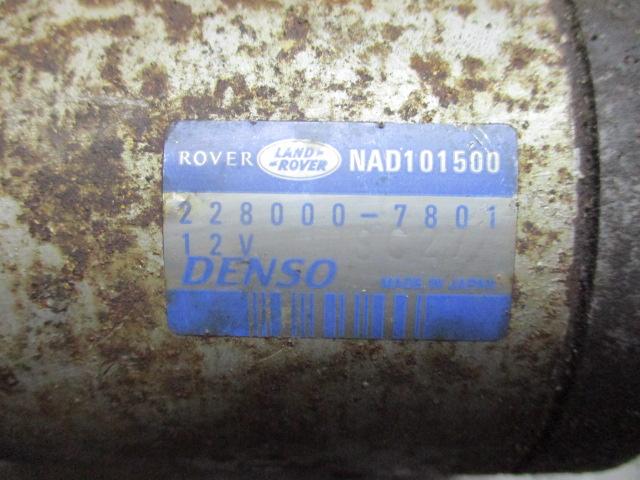 ROVER LAND ROVER NAD101500
228000-7801
12V
DENSO MADE IN JAPAN